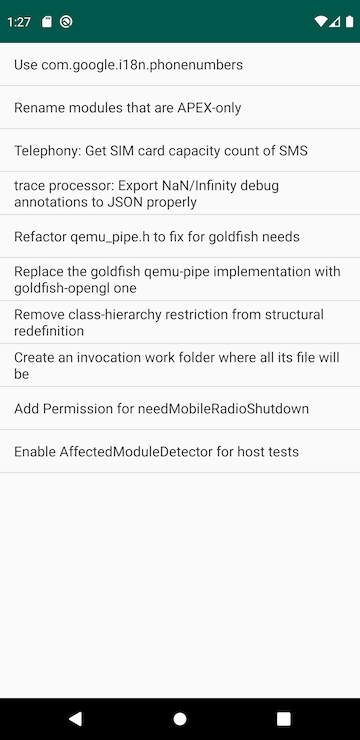 1:27
Use com.google.i18n.phonenumbers
Rename modules that are APEX-only
Telephony: Get SIM card capacity count of SMS
trace processor: Export NaN/Infinity debug
annotations to JSON properly
Refactor qemu_pipe.h to fix for goldfish needs
Replace the goldfish qemu-pipe implementation with
goldfish-opengl one
Remove class-hierarchy restriction from structural
redefinition
Create an invocation work folder where all its file will
be
Add Permission for needMobileRadioShutdown
Enable AffectedModuleDetector for host tests